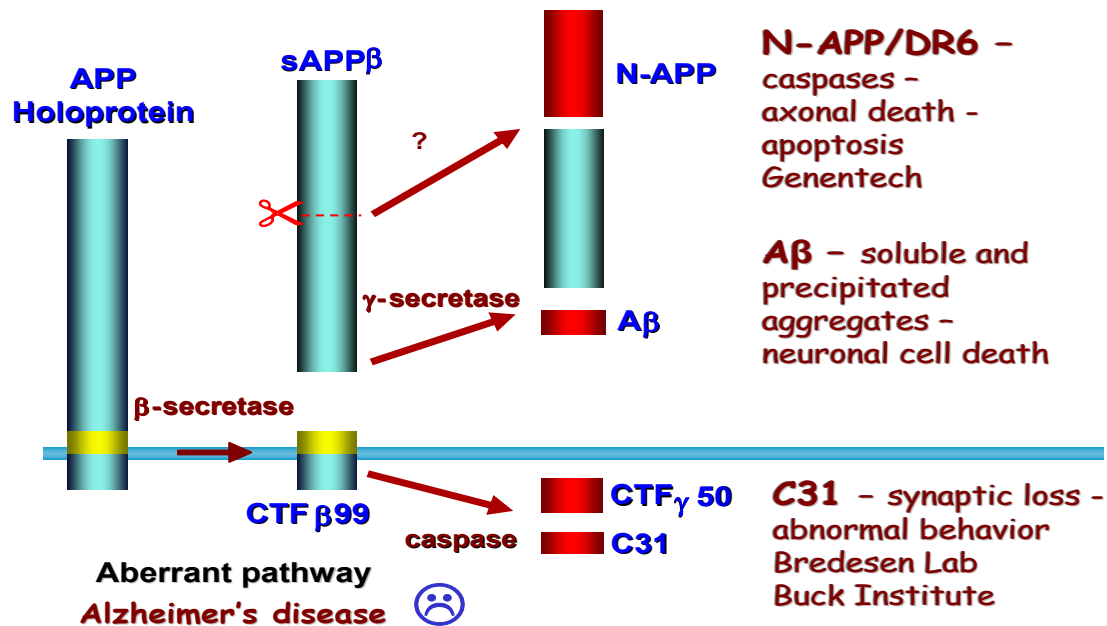 APP
Holoprotein
sAPPβ
N-APP
?
γ-secretase
Aβ
β-secretase
CTF β99
CTFγ 50
caspase
C31
Aberrant pathway
Alzheimer's disease
N-APP/DR6 –
caspases –
axonal death -
apoptosis
Genentech
Aβ – soluble and
precipitated
aggregates –
neuronal cell death
C31 – synaptic loss -
abnormal behavior
Bredesen Lab
Buck Institute